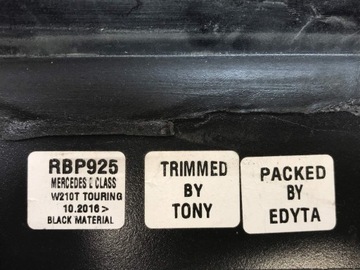 RBP925
MERCEDES E CLASS
W210T TOURING
10.2016>
BLACK MATERIAL
TRIMMED
BY
TONY
PACKED
BY
EDYTA